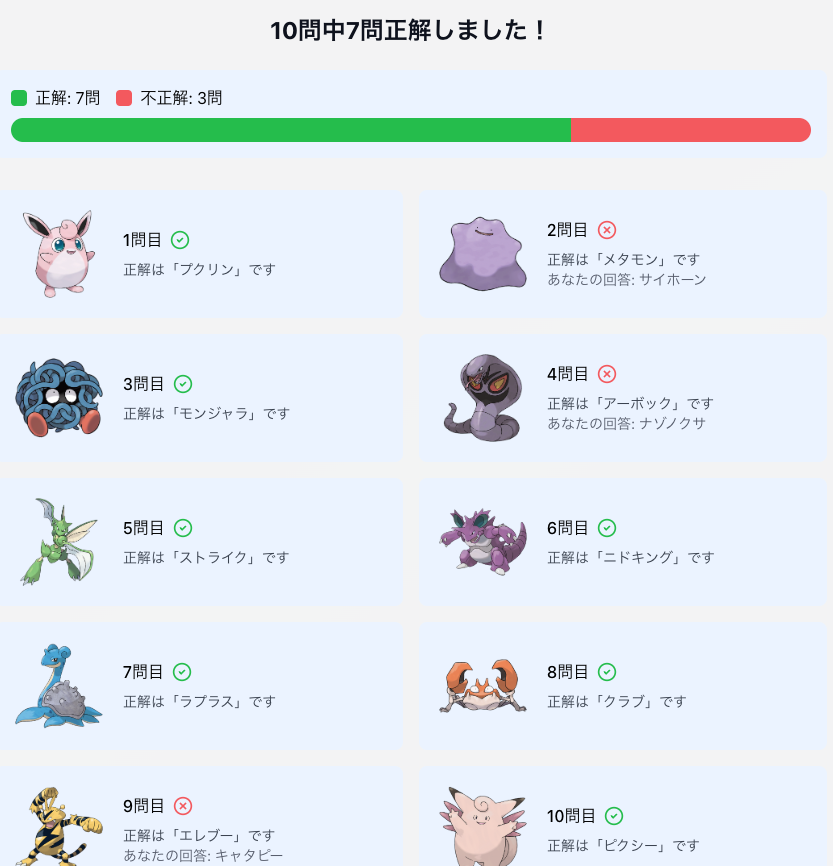 10問中7問正解しました！
正解: 7問 不正解: 3問
1問目
正解は「プクリン」です
2問目
正解は「メタモン」です
あなたの回答: サイホーン
3問目
正解は「モンジャラ」です
4問目
正解は「アーボック」です
あなたの回答: ナゾノクサ
5問目
正解は「ストライク」です
6問目
正解は「ニドキング」です
7問目
正解は「ラプラス」です
8問目
正解は「クラブ」です
9問目
正解は「エレブー」です
あなたの回答: キャタピー
10問目
正解は「ピクシー」です